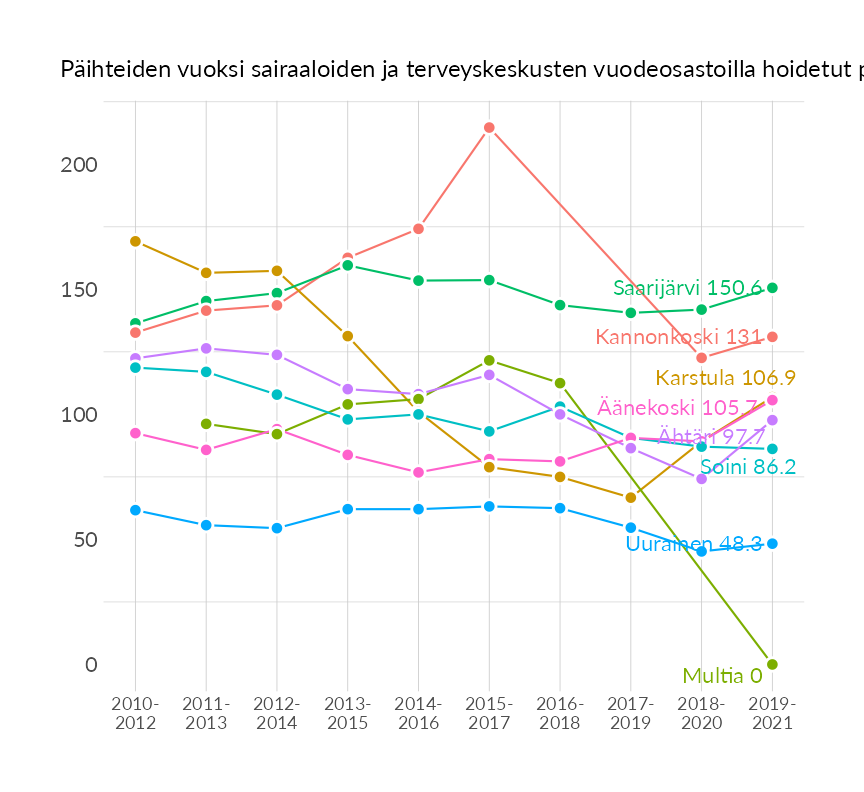 Päihteiden vuoksi sairaaloiden ja terveyskeskusten vuodeosastoilla hoidetut
200
150
100
50
0
Saarijärvi 150.6
Kannonkoski 131
Karstula 106.9
Äänekoski 105.7
Ähtäri 97.7
Soini 86.2
Uurainen 48.3
Multia 0
2010-2012
2011-2013
2012-2014
2013-2015
2014-2016
2015-2017
2016-2018
2017-2019
2018-2020
2019-2021